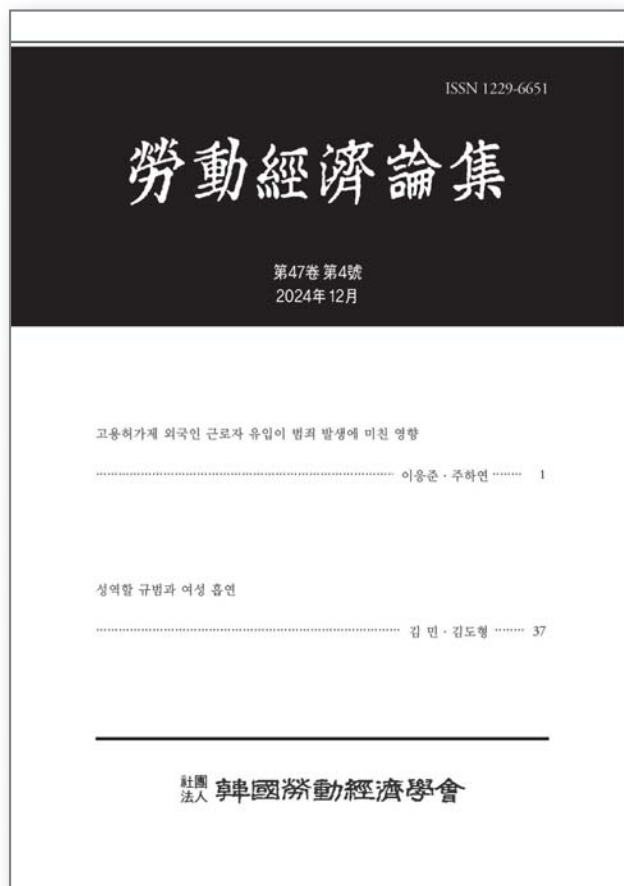 ISSN 1229-6651
勞動經濟論集
第47卷 第4號
2024年 12月
고용허가제 외국인 근로자 유입이 범죄 발생에 미친 영향
이응준 · 주하연 1
성역할 규범과 여성 흡연
김 민 · 김도형 37
社團
法人 韓國勞動經濟學會